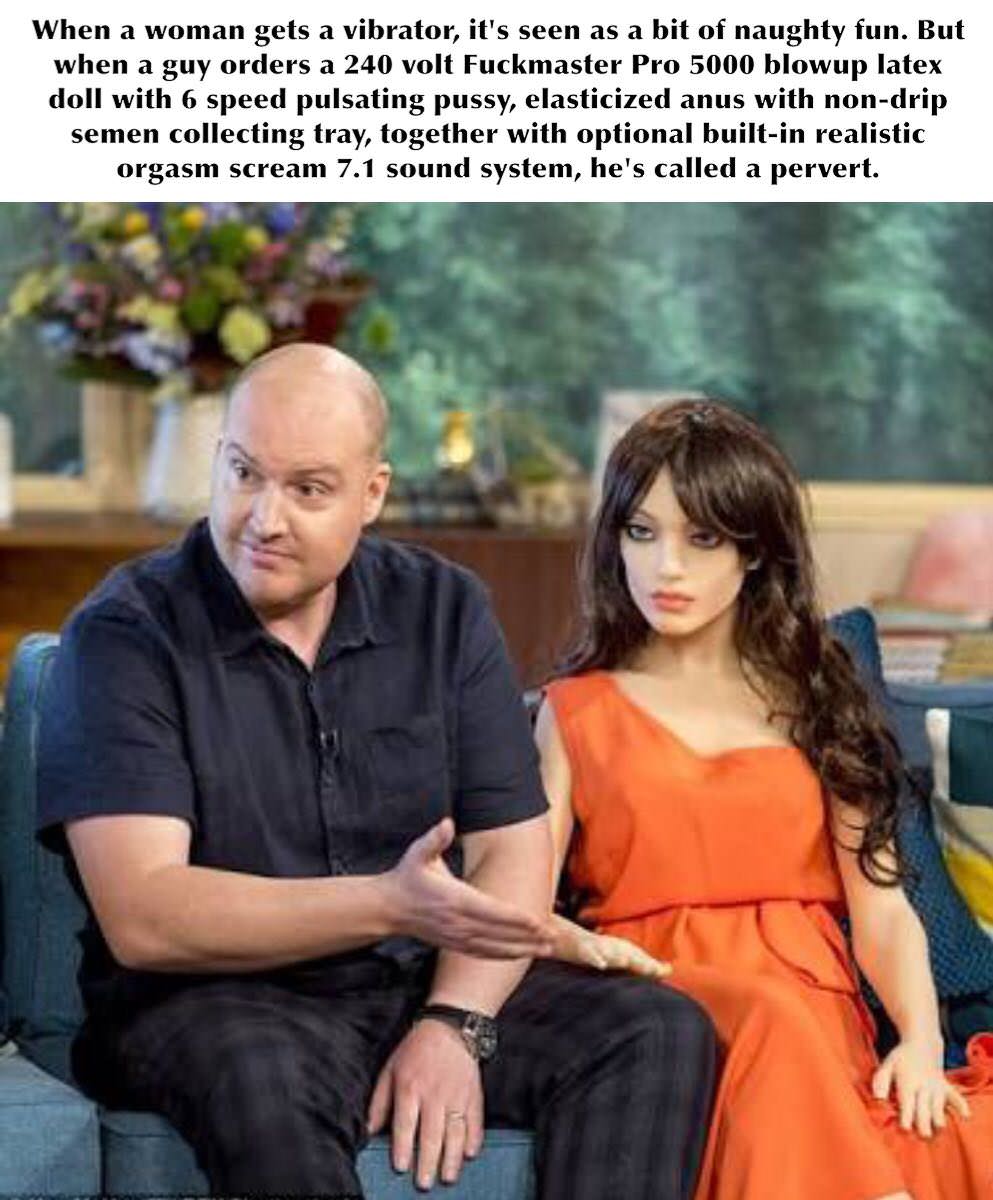 When a woman gets a vibrator, it's seen as a bit of naughty fun. But
when a guy orders a 240 volt Fuckmaster Pro 5000 blowup latex
doll with 6 speed pulsating pussy, elasticized anus with non-drip
semen collecting tray, together with optional built-in realistic
orgasm scream 7.1 sound system, he's called a pervert.